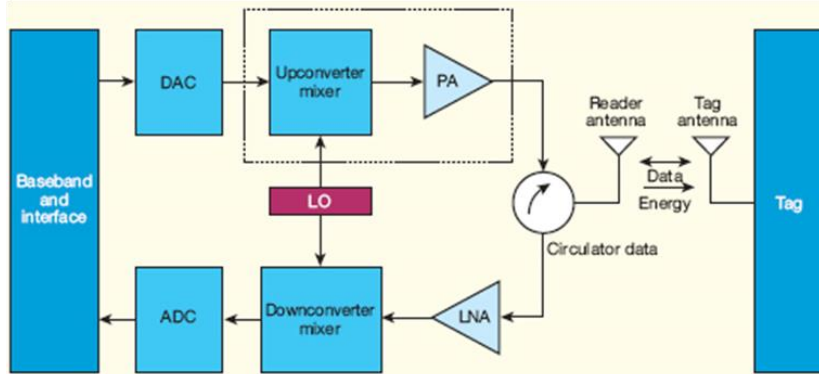 DAC
Upconverter
mixer
PA
Reader
antenna
Tag
antenna
Baseband
and
interface
LO
Data
Energy
Tag
Circulator data
ADC
Downconverter
mixer
LNA